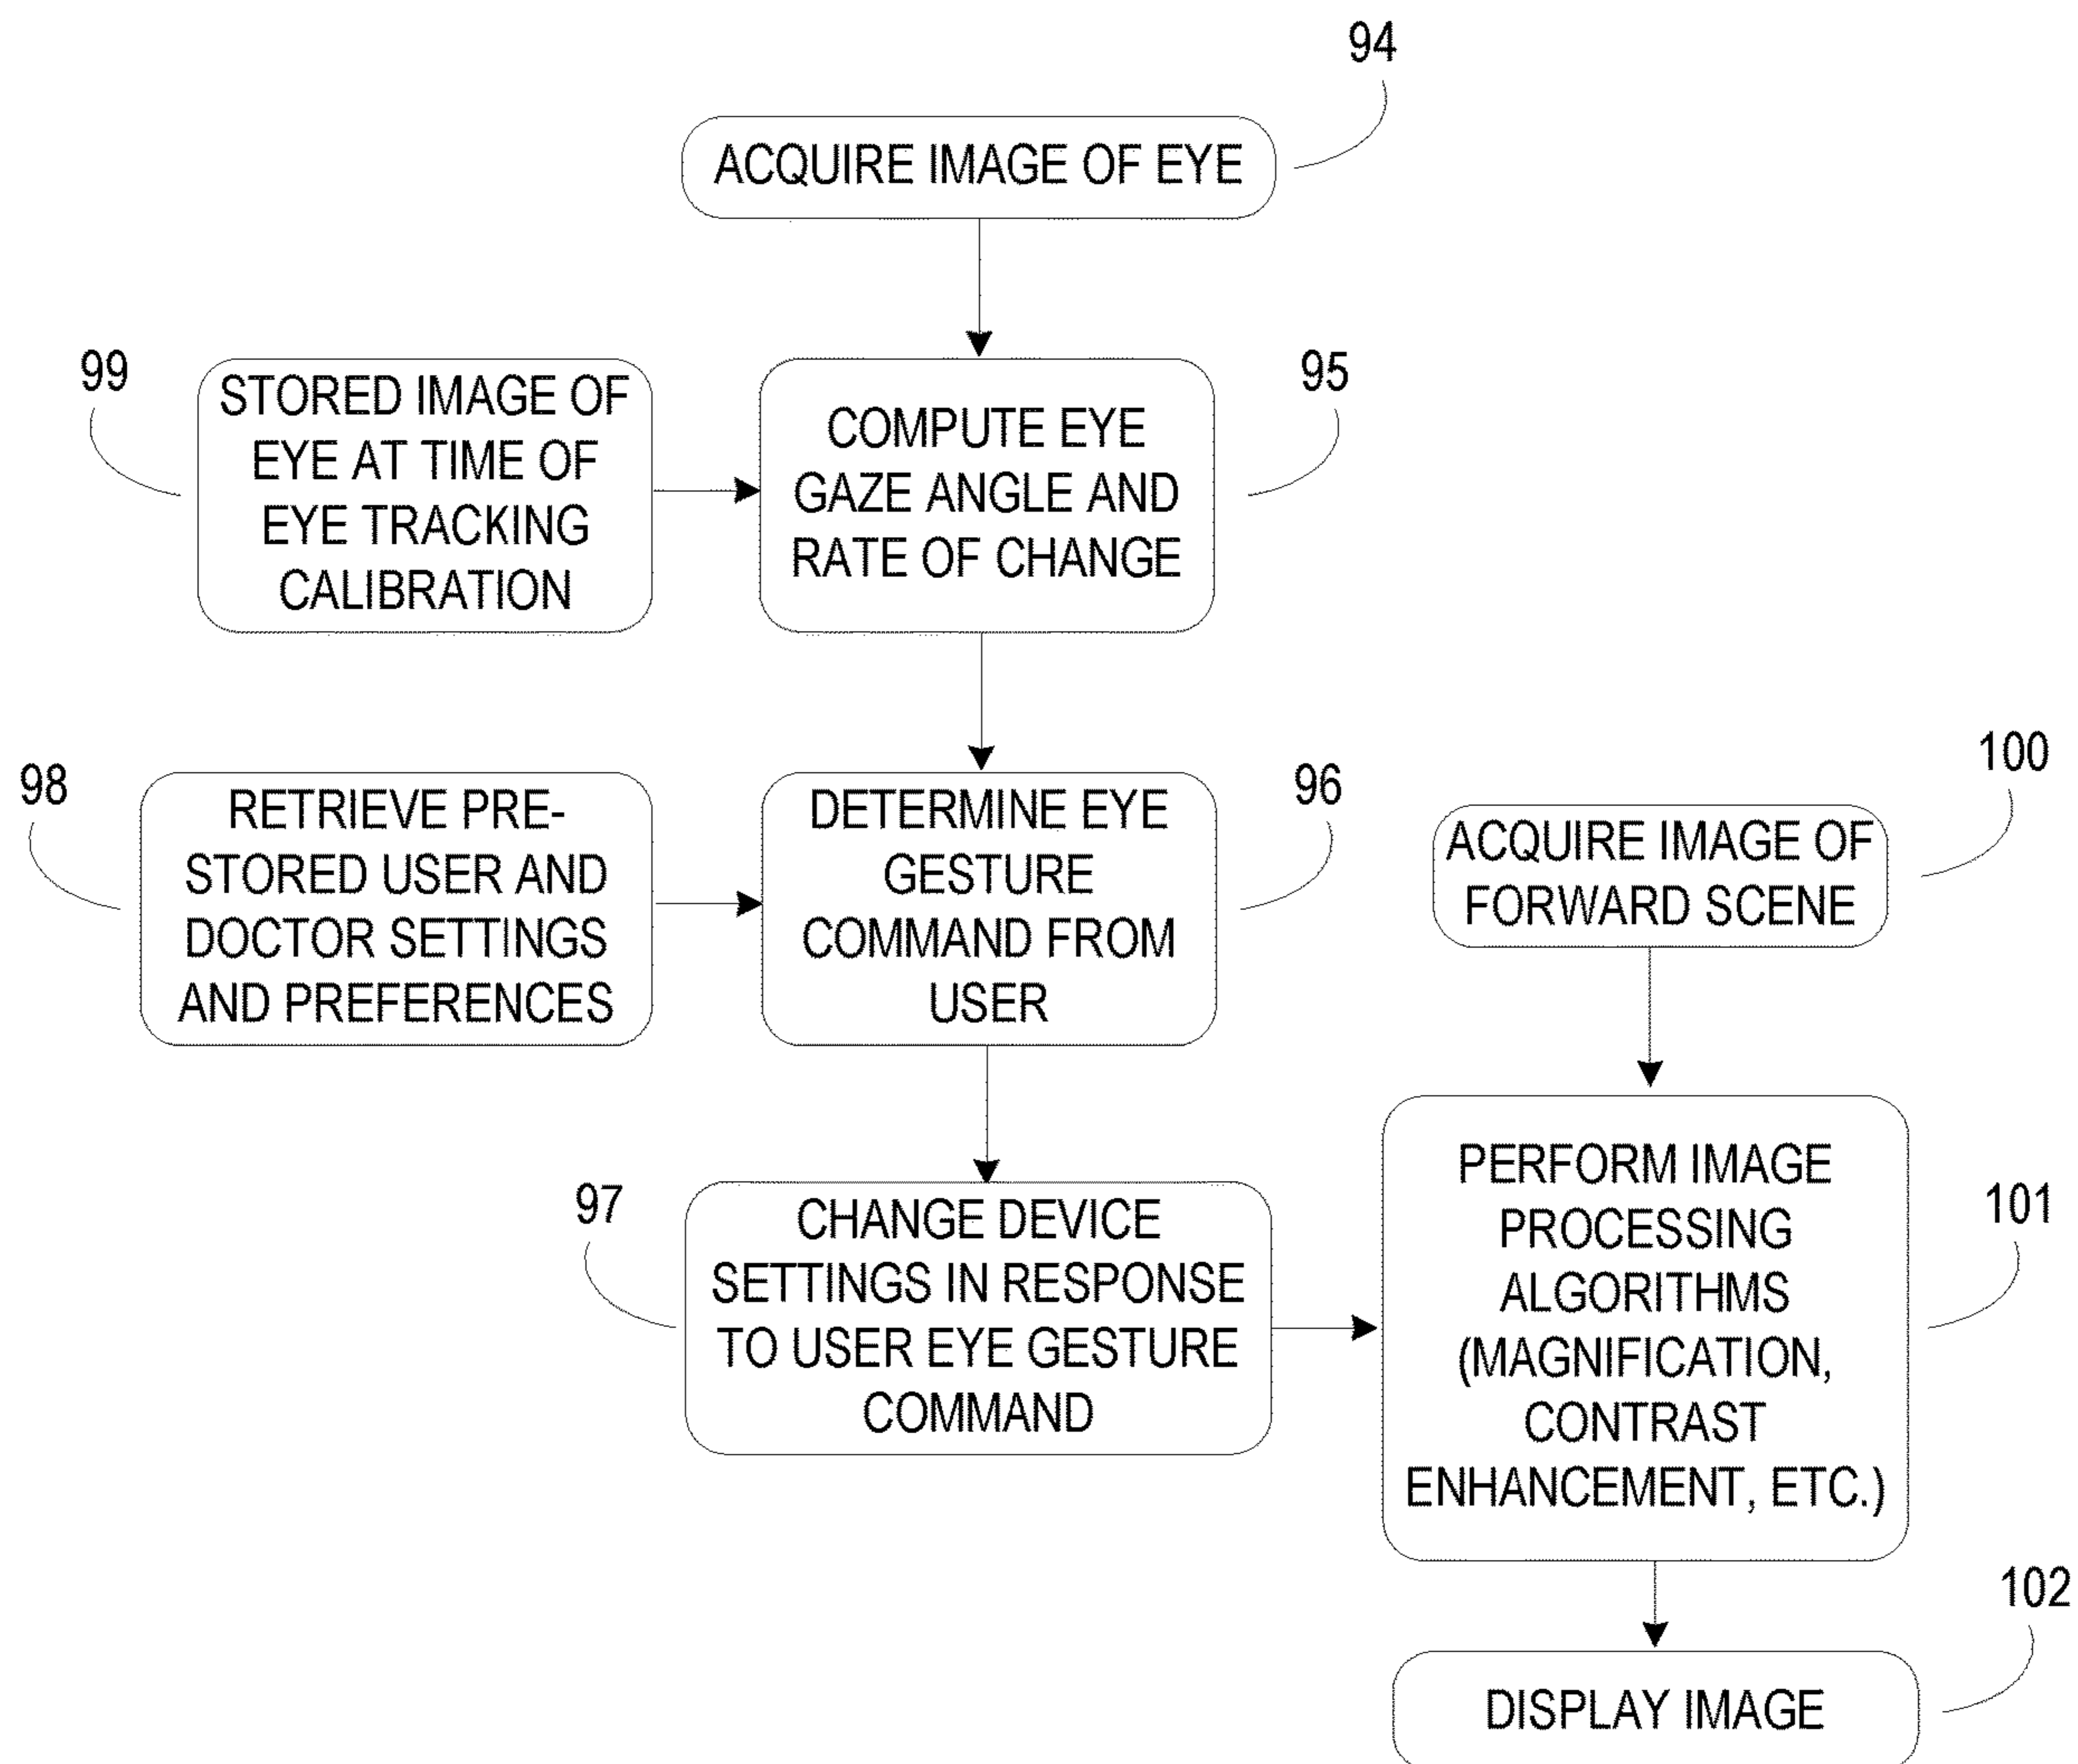 94
ACQUIRE IMAGE OF EYE
99
STORED IMAGE OF
EYE AT TIME OF
EYE TRACKING
CALIBRATION
95
COMPUTE EYE
GAZE ANGLE AND
RATE OF CHANGE
98
RETRIEVE PRE-
STORED USER AND
DOCTOR SETTINGS
AND PREFERENCES
96
DETERMINE EYE
GESTURE
COMMAND FROM
USER
100
ACQUIRE IMAGE OF
FORWARD SCENE
97
CHANGE DEVICE
SETTINGS IN RESPONSE
TO USER EYE GESTURE
COMMAND
101
PERFORM IMAGE
PROCESSING
ALGORITHMS
(MAGNIFICATION,
CONTRAST
ENHANCEMENT, ETC.)
102
DISPLAY IMAGE